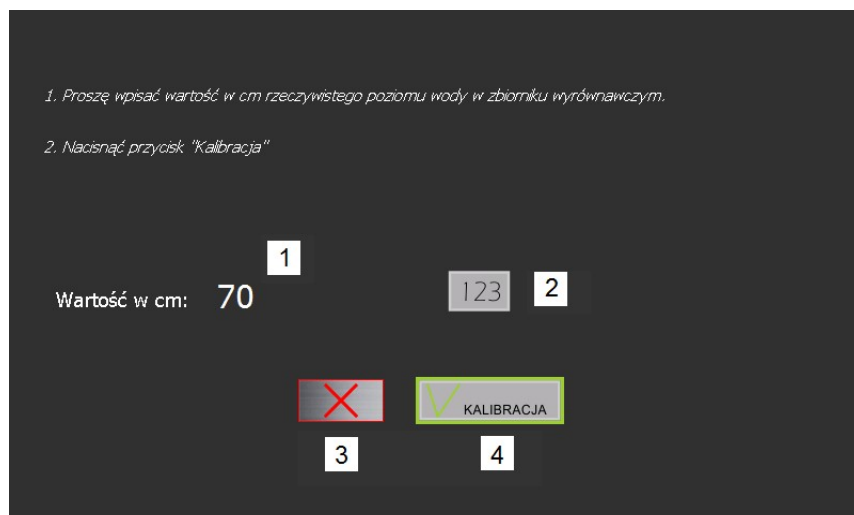 1. Proszę wpisać wartość w cm rzeczywistego poziomu wody w zbiorniku wyrównawczym.
2. Nacisnąć przycisk "Kalibracja"
1
Wartość w cm: 70
123
2
KALIBRACJA
3
4